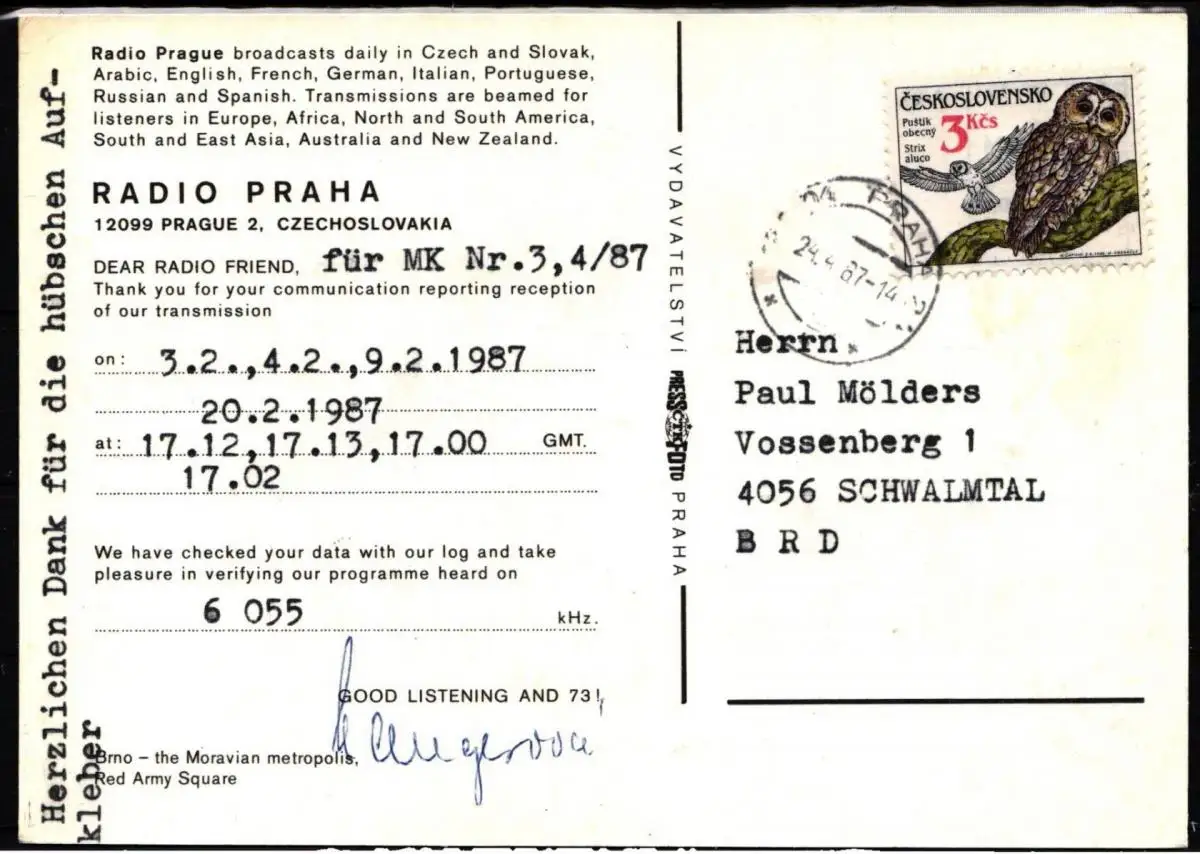 Herzlichen Dank für die hübschen Auf-
kleber
Radio Prague broadcasts daily in Czech and Slovak,
Arabic, English, French, German, Italian, Portuguese,
Russian and Spanish. Transmissions are beamed for
listeners in Europe, Africa, North and South America,
South and East Asia, Australia and New Zealand.
RADIO PRAHA
12099 PRAGUE 2, CZECHOSLOVAKIA
DEAR RADIO FRIEND, für MK Nr.3,4/87
Thank you for your communication reporting reception
of our transmission
on: 3.2.,4.2.,9.2.1987
20.2.1987
at: 17.12,17.13,17.00 GMT.
17.02
We have checked your data with our log and take
pleasure in verifying our programme heard on
6 055 kHz.
GOOD LISTENING AND 73!
Brno – the Moravian metropolis,
Red Army Square
VYDAVATELSTVÍ PRESSFOTO PRAHA
ČTK
ČESKOSLOVENSKO
Puštík
obecný
3 Kčs
Strix
aluco
PRAHA
24.4.87-14
Herrn
Paul Mölders
Vossenberg 1
4056 SCHWALMTAL
B R D